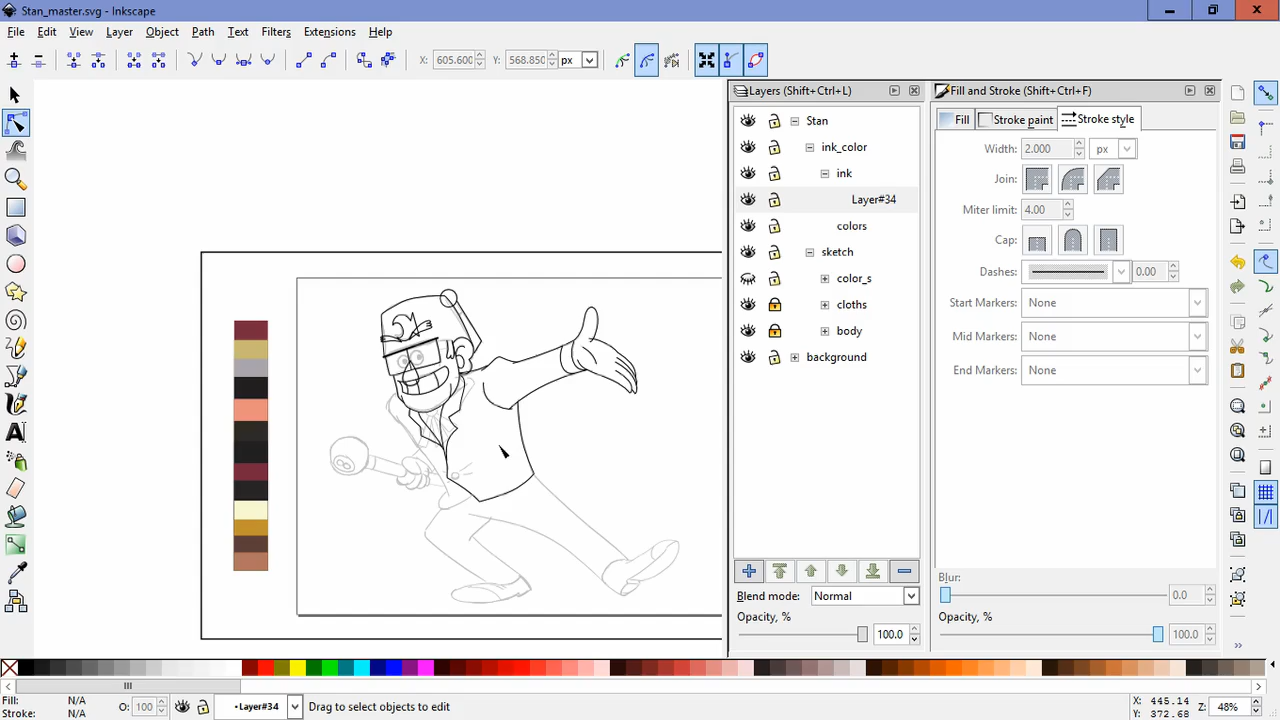 Stan_master.svg - Inkscape
File Edit View Layer Object Path Text Filters Extensions Help
X: 605.600 Y: 568.850 px
Layers (Shift+Ctrl+L)
Stan
ink_color
ink
Layer#34
colors
sketch
color_s
cloths
body
background
Blend mode: Normal
Opacity, %
100.0
Fill and Stroke (Shift+Ctrl+F)
Fill Stroke paint Stroke style
Width: 2.000 px
Join:
Miter limit: 4.00
Cap:
Dashes: 0.00
Start Markers: None
Mid Markers: None
End Markers: None
Blur:
0.0
Opacity, %
100.0
Fill: N/A
Stroke: N/A
O: 100
•Layer#34
Drag to select objects to edit
X: 445.14
Y: 372.68
Z: 48%